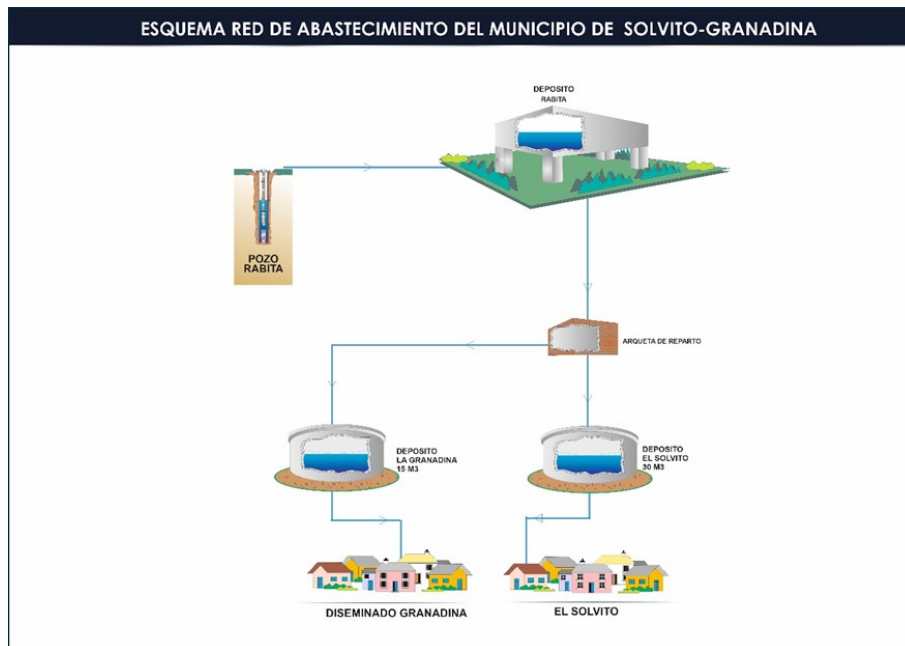 ESQUEMA RED DE ABASTECIMIENTO DEL MUNICIPIO DE SOLVITO-GRANADINA
DEPOSITO
RABITA
POZO
RABITA
ARQUETA DE REPARTO
DEPOSITO
LA GRANADINA
15 M3
DEPOSITO
EL SOLVITO
30 M3
DISEMINADO GRANADINA
EL SOLVITO